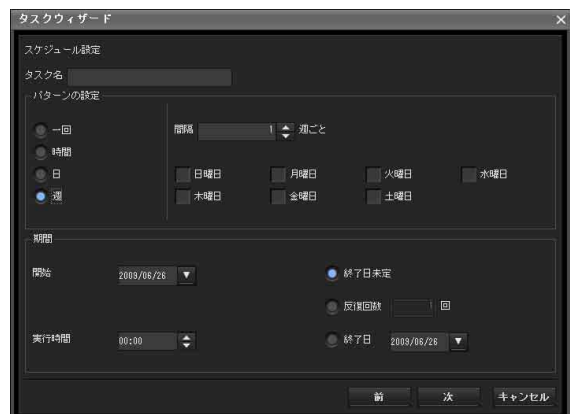 タスクウィザード
スケジュール設定
タスク名
パターンの設定
一回
時間
日
週
間隔 1 週ごと
日曜日 月曜日 火曜日 水曜日
木曜日 金曜日 土曜日
期間
開始 2009/06/26
終了日未定
反復回数 1 回
実行時間 00:00
終了日 2009/06/26
前 次 キャンセル